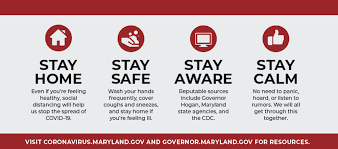 STAY HOME
Even if you're feeling
healthy, social
distancing will help
us stop the spread of
COVID-19.
STAY SAFE
Wash your hands
frequently, cover
coughs and sneezes,
and stay home if
you're feeling ill.
STAY AWARE
Reputable sources
include Governor
Hogan, Maryland
state agencies, and
the CDC.
STAY CALM
No need to panic,
hoard, or listen to
rumors. We will all
get through this
together.
VISIT CORONAVIRUS.MARYLAND.GOV AND GOVERNOR.MARYLAND.GOV FOR RESOURCES.